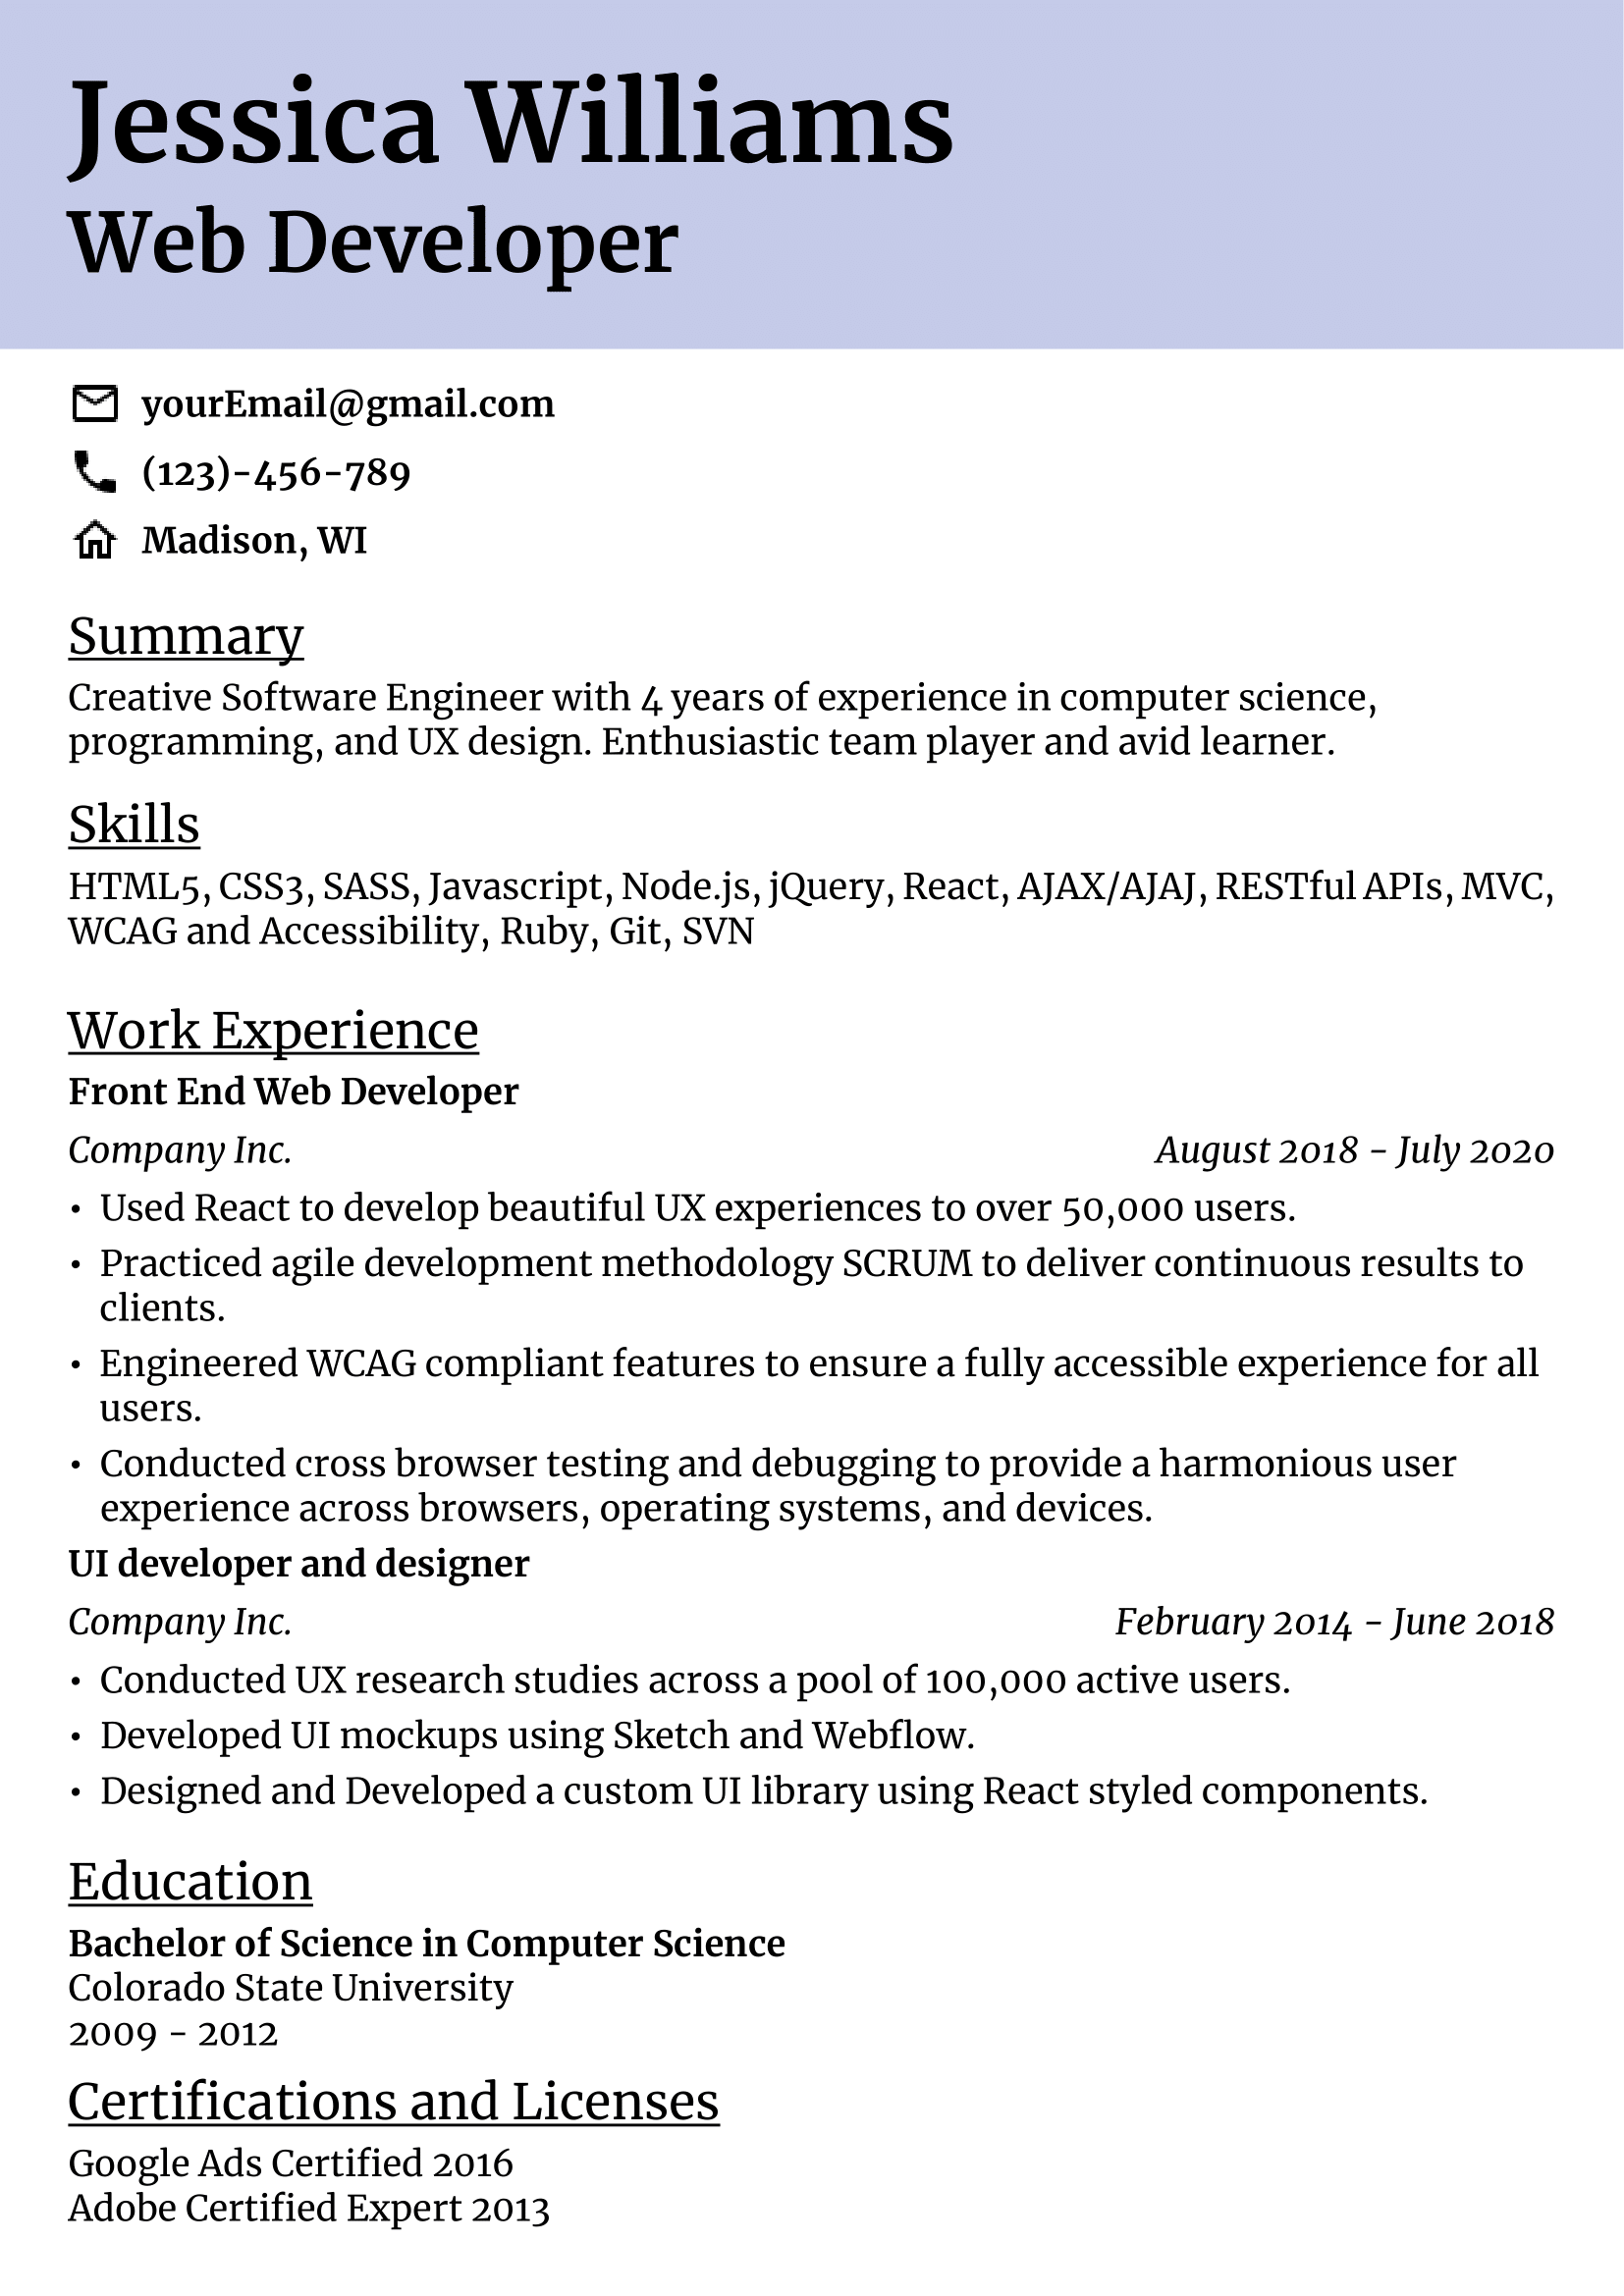 Jessica Williams
Web Developer
yourEmail@gmail.com
(123)-456-789
Madison, WI
Summary
Creative Software Engineer with 4 years of experience in computer science,
programming, and UX design. Enthusiastic team player and avid learner.
Skills
HTML5, CSS3, SASS, Javascript, Node.js, jQuery, React, AJAX/AJAJ, RESTful APIs, MVC,
WCAG and Accessibility, Ruby, Git, SVN
Work Experience
Front End Web Developer
Company Inc. August 2018 - July 2020
• Used React to develop beautiful UX experiences to over 50,000 users.
• Practiced agile development methodology SCRUM to deliver continuous results to
clients.
• Engineered WCAG compliant features to ensure a fully accessible experience for all
users.
• Conducted cross browser testing and debugging to provide a harmonious user
experience across browsers, operating systems, and devices.
UI developer and designer
Company Inc. February 2014 - June 2018
• Conducted UX research studies across a pool of 100,000 active users.
• Developed UI mockups using Sketch and Webflow.
• Designed and Developed a custom UI library using React styled components.
Education
Bachelor of Science in Computer Science
Colorado State University
2009 - 2012
Certifications and Licenses
Google Ads Certified 2016
Adobe Certified Expert 2013